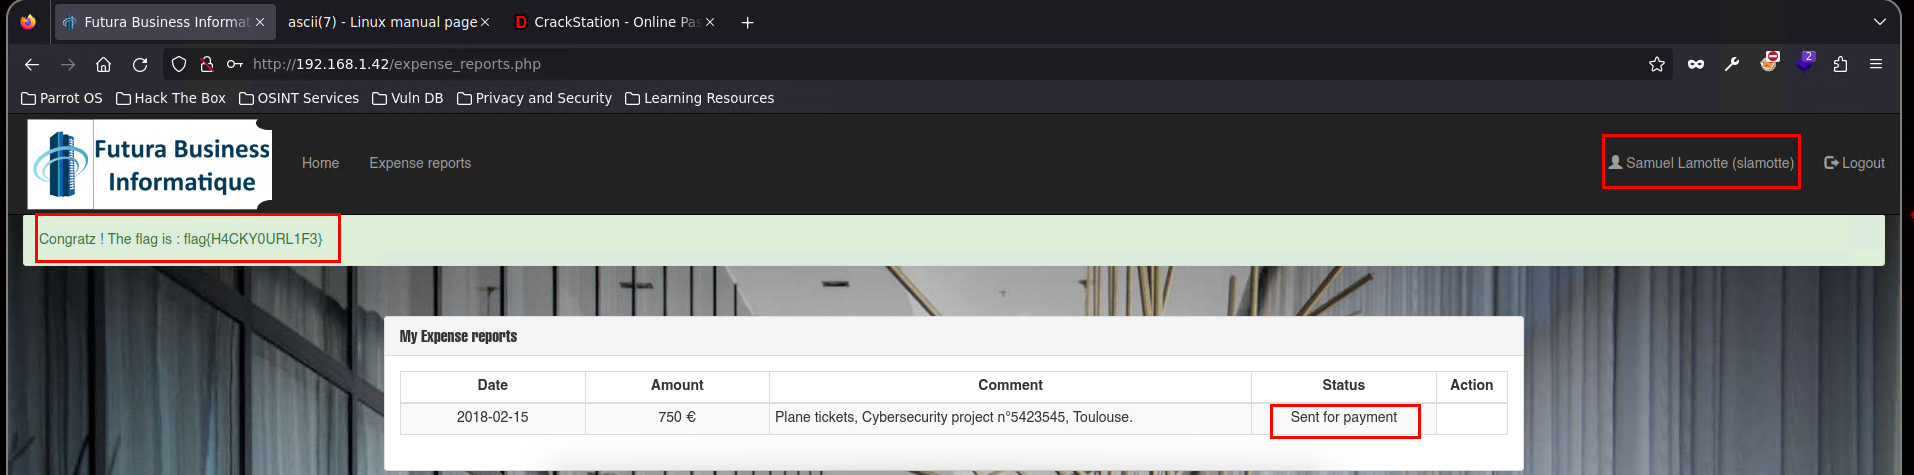 Futura Business Informat
ascii(7) - Linux manual page
CrackStation - Online Pas
http://192.168.1.42/expense_reports.php
2
Parrot OS Hack The Box OSINT Services Vuln DB Privacy and Security Learning Resources
Futura Business
Informatique
Home Expense reports Samuel Lamotte (slamotte) Logout
Congratz ! The flag is : flag{H4CKY0URL1F3}
My Expense reports
Date Amount Comment Status Action
2018-02-15 750 € Plane tickets, Cybersecurity project n°5423545, Toulouse. Sent for payment